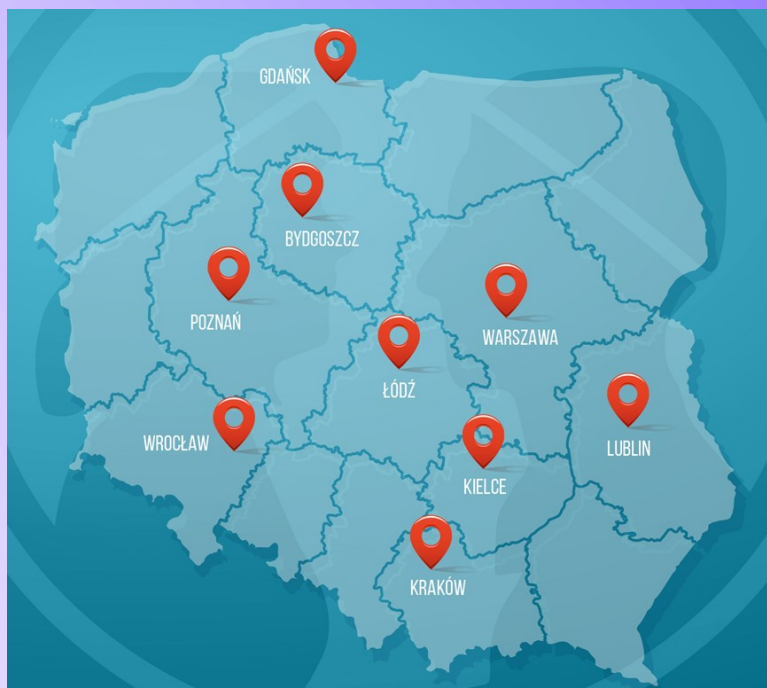 GDAŃSK
BYDGOSZCZ
POZNAŃ
WARSZAWA
ŁÓDŹ
WROCŁAW
LUBLIN
KIELCE
KRAKÓW